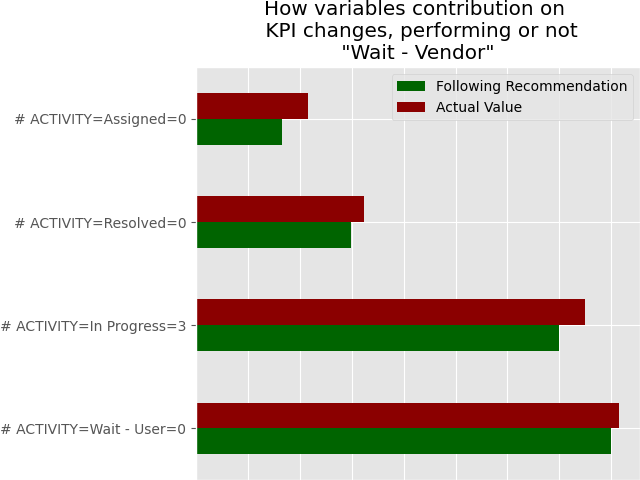 How variables contribution on
KPI changes, performing or not
"Wait - Vendor"
Following Recommendation
Actual Value
# ACTIVITY=Assigned=0
# ACTIVITY=Resolved=0
# ACTIVITY=In Progress=3
# ACTIVITY=Wait - User=0